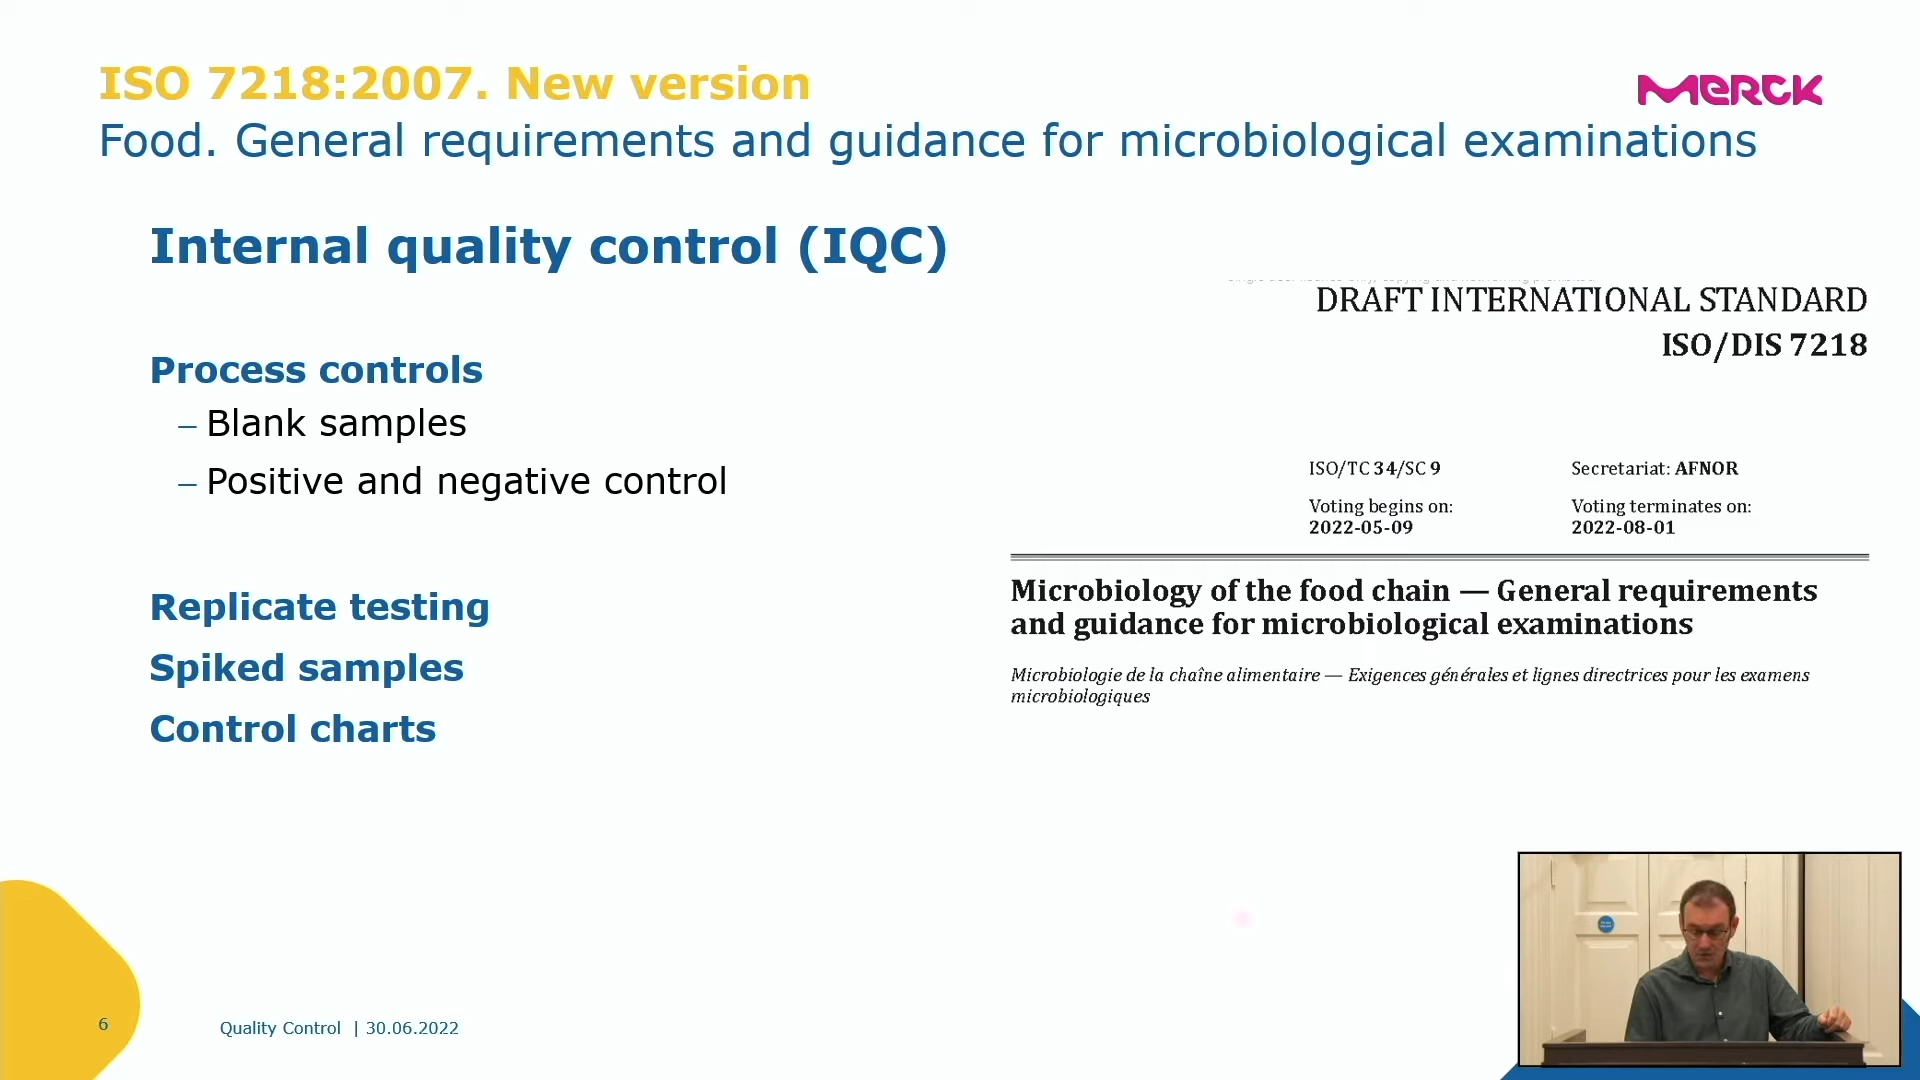 ISO 7218:2007. New version
MERCK
Food. General requirements and guidance for microbiological examinations
Internal quality control (IQC)
Process controls
– Blank samples
– Positive and negative control
Replicate testing
Spiked samples
Control charts
DRAFT INTERNATIONAL STANDARD
ISO/DIS 7218
ISO/TC 34/SC 9
Secretariat: AFNOR
Voting begins on:
2022-05-09
Voting terminates on:
2022-08-01
Microbiology of the food chain — General requirements
and guidance for microbiological examinations
Microbiologie de la chaîne alimentaire — Exigences générales et lignes directrices pour les examens
microbiologiques
6
Quality Control | 30.06.2022